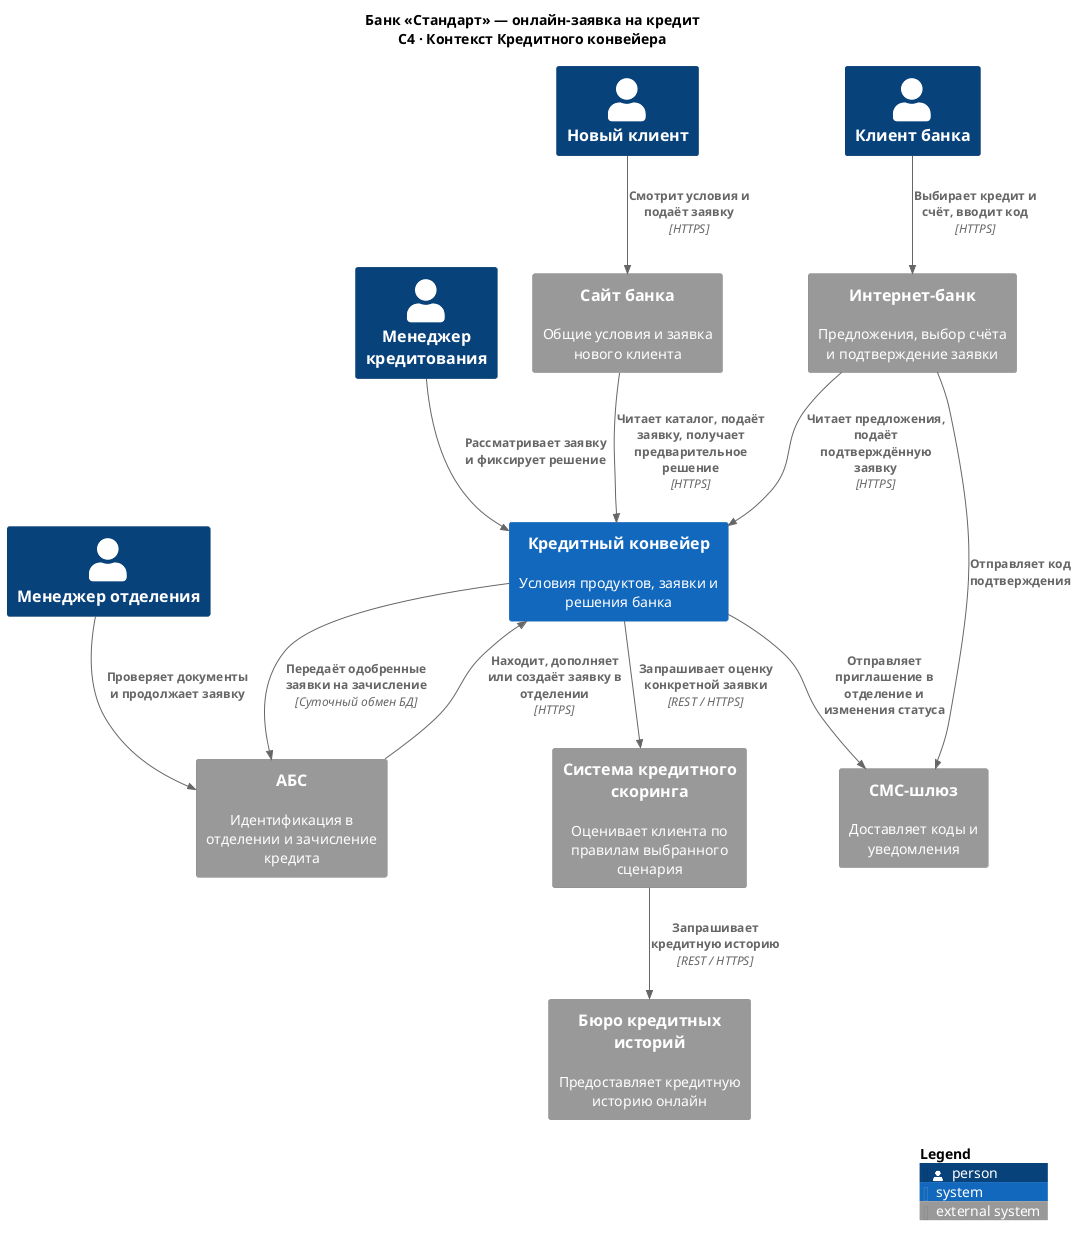 Банк «Стандарт» — онлайн-заявка на кредит
C4 · Контекст Кредитного конвейера
Новый клиент
Клиент банка
Смотрит условия и
подаёт заявку
[HTTPS]
Выбирает кредит и
счёт, вводит код
[HTTPS]
Менеджер
кредитования
Сайт банка
Общие условия и заявка
нового клиента
Интернет-банк
Предложения, выбор счёта
и подтверждение заявки
Рассматривает заявку
и фиксирует решение
Читает каталог, подаёт
заявку, получает
предварительное
решение
[HTTPS]
Читает предложения,
подаёт
подтверждённую
заявку
[HTTPS]
Отправляет код
подтверждения
Менеджер отделения
Кредитный конвейер
Условия продуктов, заявки и
решения банка
Проверяет документы
и продолжает заявку
Передаёт одобренные
заявки на зачисление
[Суточный обмен БД]
Находит, дополняет
или создаёт заявку в
отделении
[HTTPS]
Запрашивает оценку
конкретной заявки
[REST / HTTPS]
Отправляет
приглашение в
отделение и
изменения статуса
АБС
Идентификация в
отделении и зачисление
кредита
Система кредитного
скоринга
Оценивает клиента по
правилам выбранного
сценария
СМС-шлюз
Доставляет коды и
уведомления
Запрашивает
кредитную историю
[REST / HTTPS]
Бюро кредитных
историй
Предоставляет кредитную
историю онлайн
Legend
person
system
external system